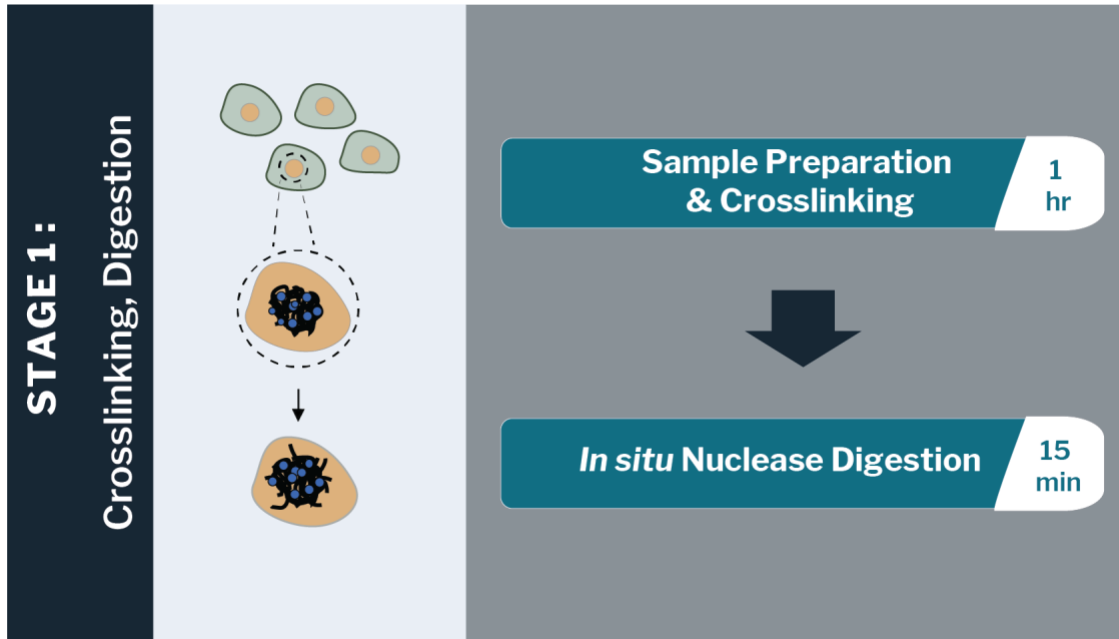 STAGE 1:
Crosslinking, Digestion
Sample Preparation
& Crosslinking
1
hr
In situ Nuclease Digestion
15
min